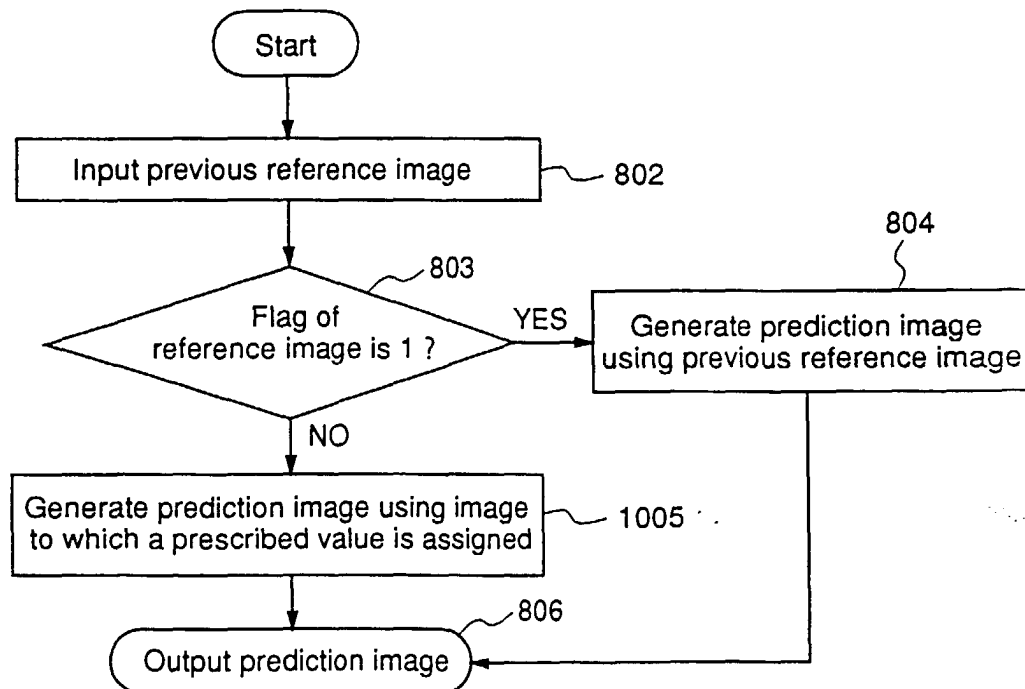 Start
Input previous reference image
802
803
Flag of
reference image is 1 ?
YES
804
Generate prediction image
using previous reference image
NO
Generate prediction image using image
to which a prescribed value is assigned
1005
806
Output prediction image